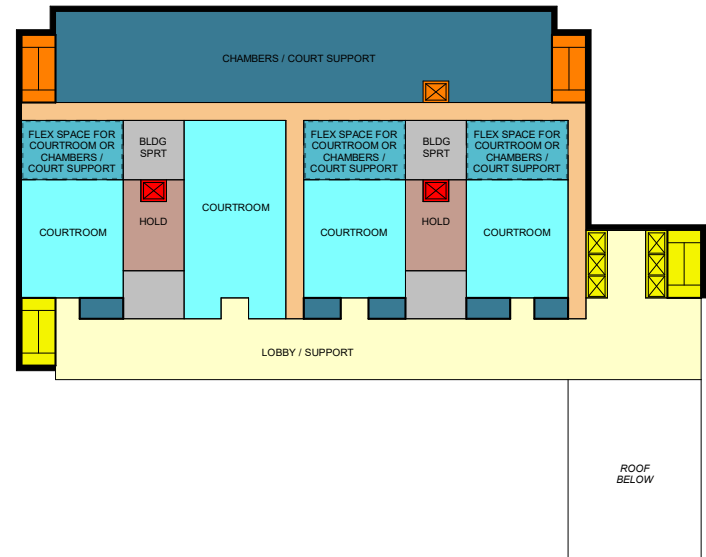 CHAMBERS / COURT SUPPORT
FLEX SPACE FOR
COURTROOM OR
CHAMBERS /
COURT SUPPORT
BLDG
SPRT
FLEX SPACE FOR
COURTROOM OR
CHAMBERS /
COURT SUPPORT
BLDG
SPRT
FLEX SPACE FOR
COURTROOM OR
CHAMBERS /
COURT SUPPORT
COURTROOM
HOLD
COURTROOM
COURTROOM
HOLD
COURTROOM
LOBBY / SUPPORT
ROOF
BELOW